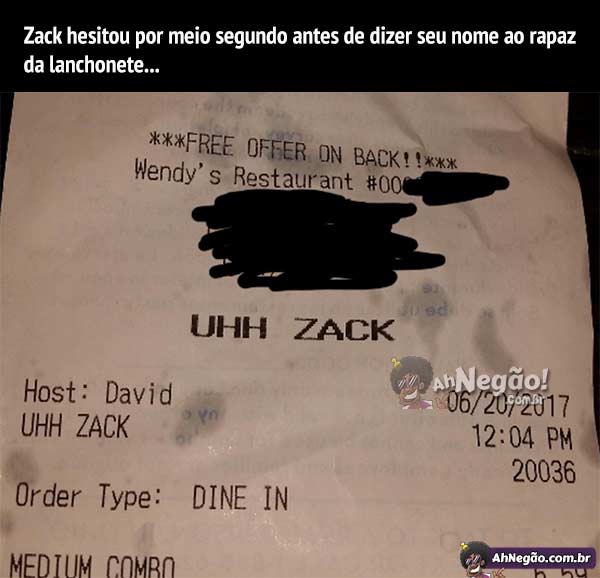 Zack hesitou por meio segundo antes de dizer seu nome ao rapaz
da lanchonete...
***FREE OFFER ON BACK!!***
Wendy's Restaurant #00
UHH ZACK
AhNegão!
.com.br
Host: David
06/20/2017
UHH ZACK
12:04 PM
20036
Order Type: DINE IN
MEDIUM COMBO
AhNegão.com.br